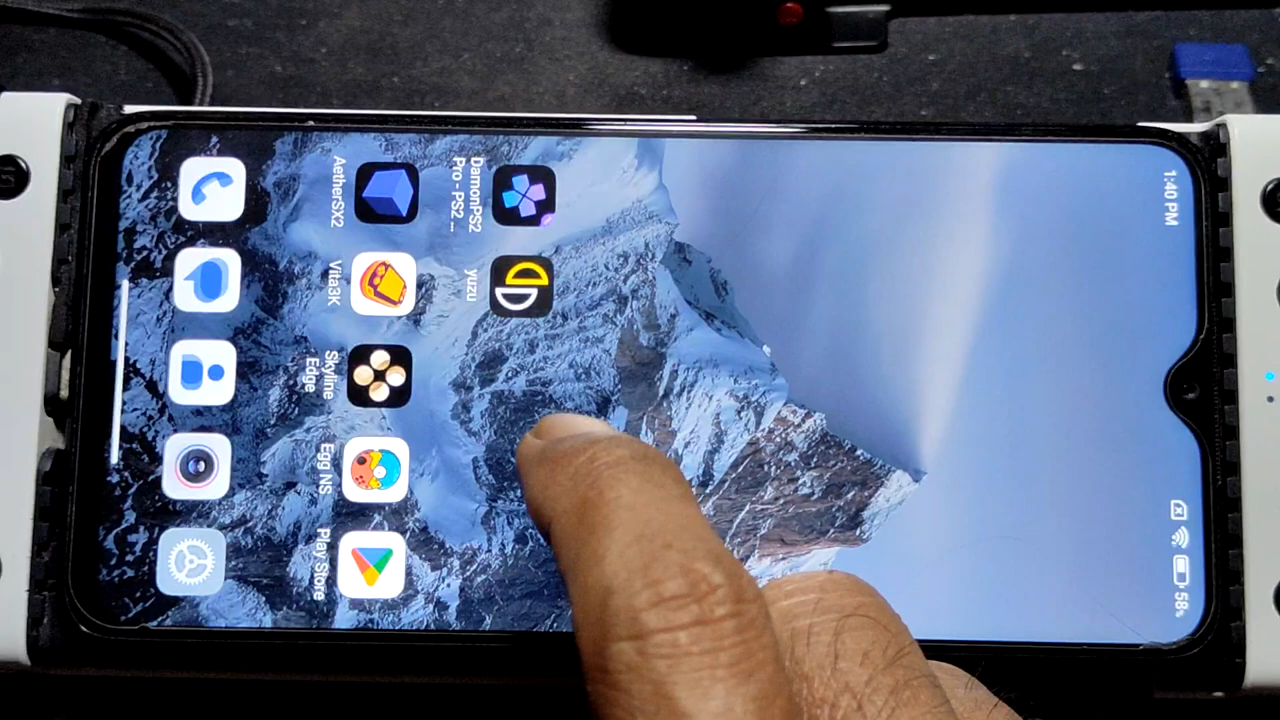 1:40 PM
58%
DamonPS2
Pro - PS2...
yuzu
AetherSX2
Vita3K
Skyline
Edge
Egg NS
Play Store